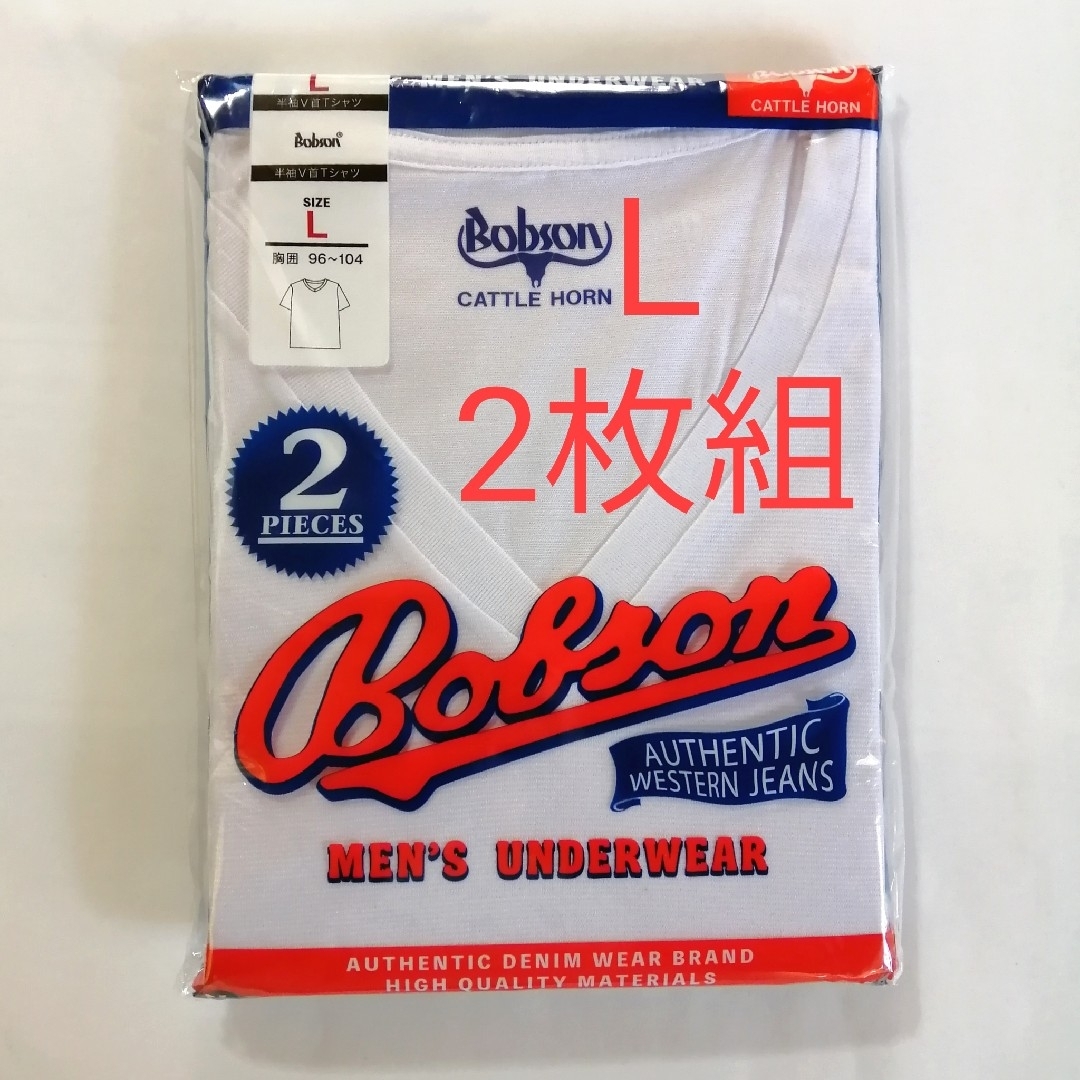 MEN'S UNDERWEAR
Bobson
CATTLE HORN
L
半袖V首Tシャツ
Bobson®
半袖V首Tシャツ
SIZE
L
胸囲 96~104
Bobson
CATTLE HORN
L
2枚組
2
PIECES
Bobson
AUTHENTIC
WESTERN JEANS
MEN'S UNDERWEAR
AUTHENTIC DENIM WEAR BRAND
HIGH QUALITY MATERIALS